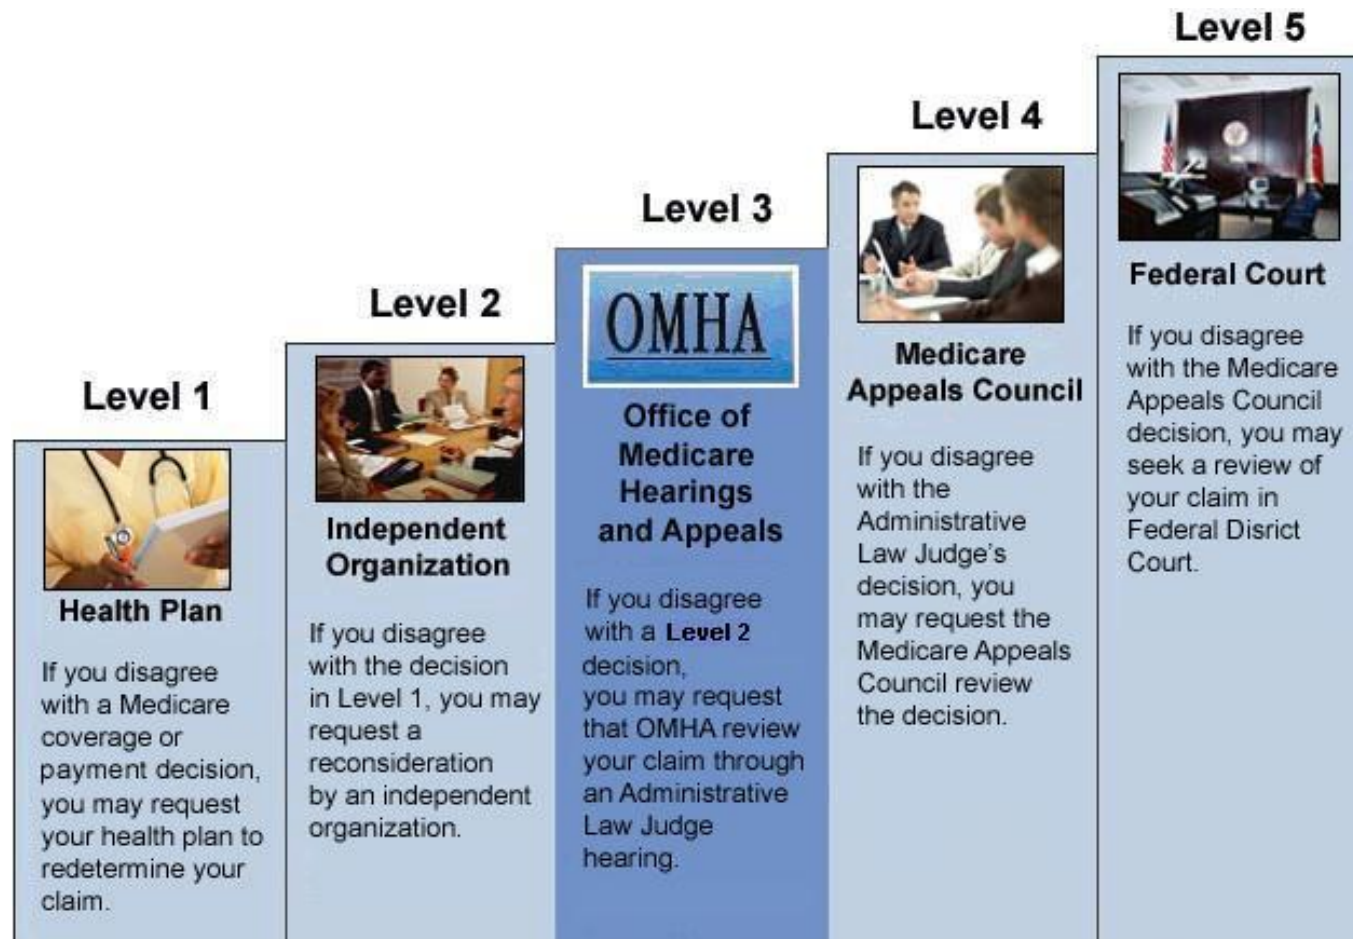 Level 1
Health Plan
If you disagree
with a Medicare
coverage or
payment decision,
you may request
your health plan to
redetermine your
claim.
Level 2
Independent
Organization
If you disagree
with the decision
in Level 1, you may
request a
reconsideration
by an independent
organization.
Level 3
OMHA
Office of
Medicare
Hearings
and Appeals
If you disagree
with a Level 2
decision,
you may request
that OMHA review
your claim through
an Administrative
Law Judge
hearing.
Level 4
Medicare
Appeals Council
If you disagree
with the
Administrative
Law Judge's
decision, you
may request the
Medicare Appeals
Council review
the decision.
Level 5
Federal Court
If you disagree
with the Medicare
Appeals Council
decision, you may
seek a review of
your claim in
Federal Disrict
Court.